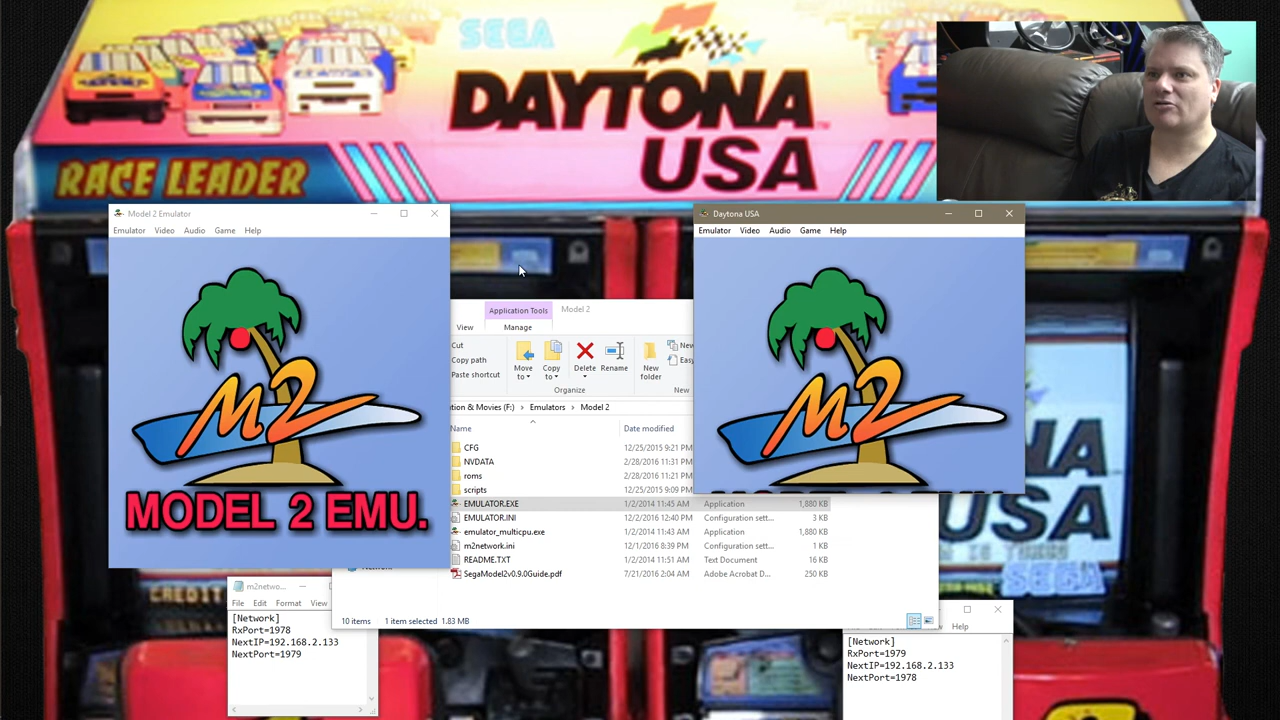 SEGA
DAYTONA
USA
RACE LEADER
Model 2 Emulator
Emulator Video Audio Game Help
MODEL 2 EMU.
Daytona USA
Emulator Video Audio Game Help
Application Tools
Model 2
View
Manage
Cut
Copy path
Paste shortcut
Move to
Copy to
Delete
Rename
New folder
Organize
New
(F:) > Emulators > Model 2
Name
Date modified
CFG 12/25/2015 9:21 PM
NVDATA 2/28/2016 11:31 PM
roms 2/28/2016 11:21 PM
scripts 12/25/2015 9:09 PM
EMULATOR.EXE 1/2/2014 11:45 AM Application 1,880 KB
EMULATOR.INI 12/2/2016 12:40 PM Configuration sett... 3 KB
emulator_multicpu.exe 1/2/2014 11:43 AM Application 1,880 KB
m2network.ini 12/1/2016 8:39 PM Configuration sett... 1 KB
README.TXT 1/2/2014 11:51 AM Text Document 16 KB
SegaModel2v0.9.0Guide.pdf 7/21/2016 2:04 AM Adobe Acrobat D... 250 KB
10 items 1 item selected 1.83 MB
m2netwo...
File Edit Format View
[Network]
RxPort=1978
NextIP=192.168.2.133
NextPort=1979
Help
[Network]
RxPort=1979
NextIP=192.168.2.133
NextPort=1978
USA
SEGA